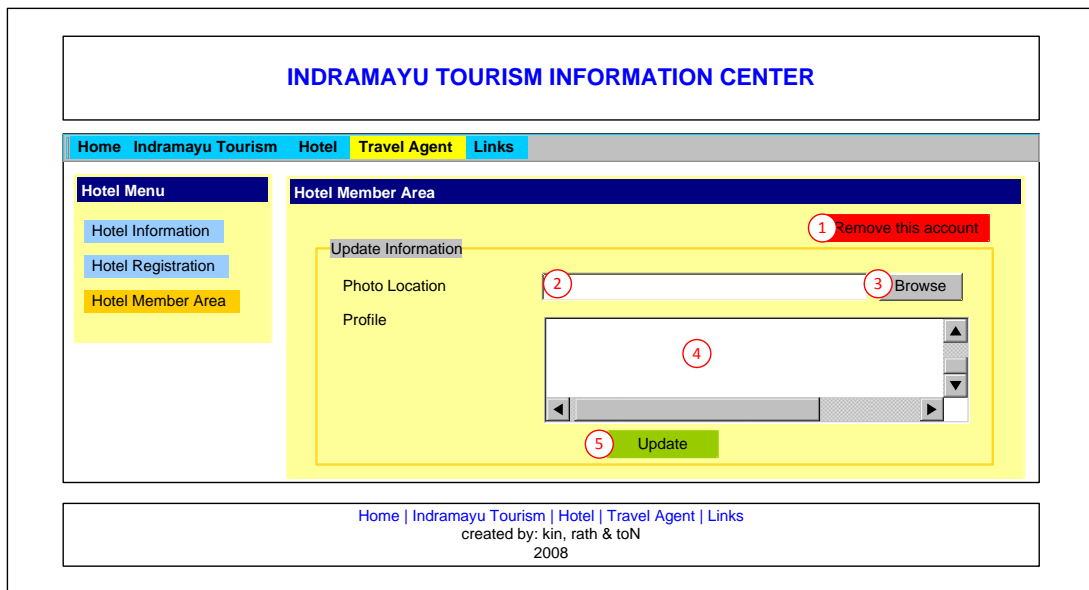 INDRAMAYU TOURISM INFORMATION CENTER
Home Indramayu Tourism Hotel Travel Agent Links
Hotel Menu
Hotel Information
Hotel Registration
Hotel Member Area
Hotel Member Area
1 Remove this account
Update Information
Photo Location 2 3 Browse
Profile
4
5 Update
Home | Indramayu Tourism | Hotel | Travel Agent | Links
created by: kin, rath & toN
2008